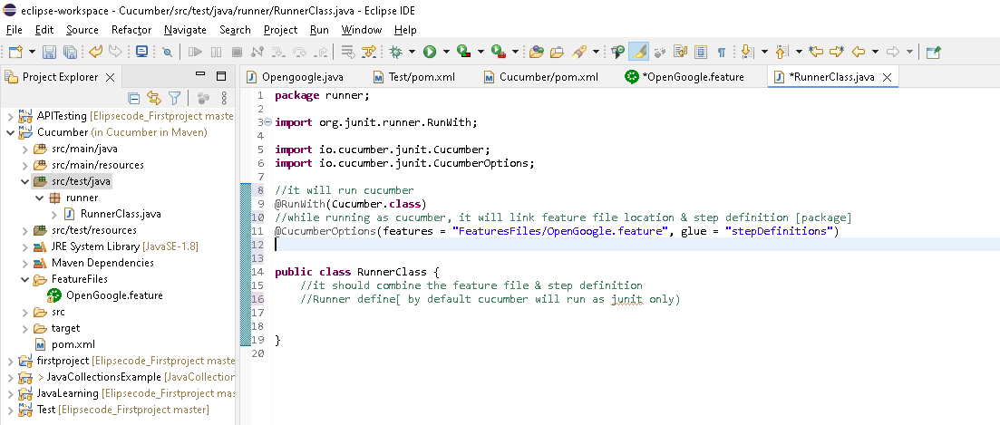 eclipse-workspace - Cucumber/src/test/java/runner/RunnerClass.java - Eclipse IDE
File Edit Source Refactor Navigate Search Project Run Window Help
Project Explorer
Opengoogle.java
Test/pom.xml
Cucumber/pom.xml
*OpenGoogle.feature
*RunnerClass.java
APITesting [Elipsecode_Firstproject maste
Cucumber (in Cucumber in Maven)
src/main/java
src/main/resources
src/test/java
runner
RunnerClass.java
src/test/resources
JRE System Library [JavaSE-1.8]
Maven Dependencies
FeatureFiles
OpenGoogle.feature
src
target
pom.xml
firstproject [Elipsecode_Firstproject maste
> JavaCollectionsExample [JavaCollection
JavaLearning [Elipsecode_Firstproject mas
Test [Elipsecode_Firstproject master]
1 package runner;
2
3 import org.junit.runner.RunWith;
4
5 import io.cucumber.junit.Cucumber;
6 import io.cucumber.junit.CucumberOptions;
7
8 //it will run cucumber
9 @RunWith(Cucumber.class)
10 //while running as cucumber, it will link feature file location & step definition [package]
11 @CucumberOptions(features = "FeaturesFiles/OpenGoogle.feature", glue = "stepDefinitions")
12
13
14 public class RunnerClass {
15 //it should combine the feature file & step definition
16 //Runner define[ by default cucumber will run as junit only)
17
18
19 }
20